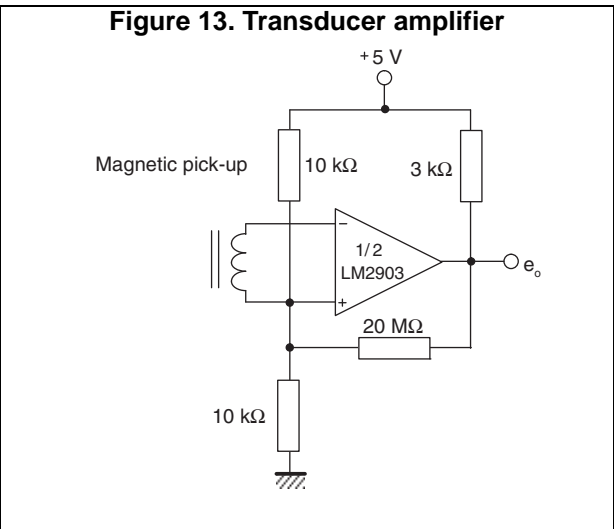 Figure 13. Transducer amplifier
+5 V
Magnetic pick-up
10 kΩ
3 kΩ
−
1/2
LM2903
eₒ
+
20 MΩ
10 kΩ